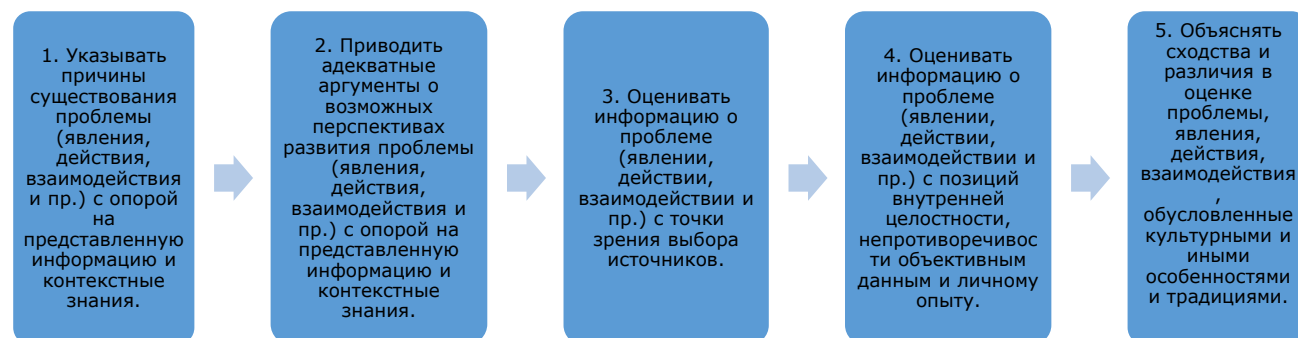 1. Указывать
причины
существования
проблемы
(явления,
действия,
взаимодействия
и пр.) с опорой
на
представленную
информацию и
контекстные
знания.
2. Приводить
адекватные
аргументы о
возможных
перспективах
развития проблемы
(явления,
действия,
взаимодействия и
пр.) с опорой на
представленную
информацию и
контекстные
знания.
3. Оценивать
информацию о
проблеме
(явлении,
действии,
взаимодействии и
пр.) с точки
зрения выбора
источников.
4. Оценивать
информацию о
проблеме
(явлении,
действии,
взаимодействии и
пр.) с позиций
внутренней
целостности,
непротиворечивос
ти объективным
данным и личному
опыту.
5. Объяснять
сходства и
различия в
оценке
проблемы,
явления,
действия,
взаимодействия
,
обусловленные
культурными и
иными
особенностями
и традициями.